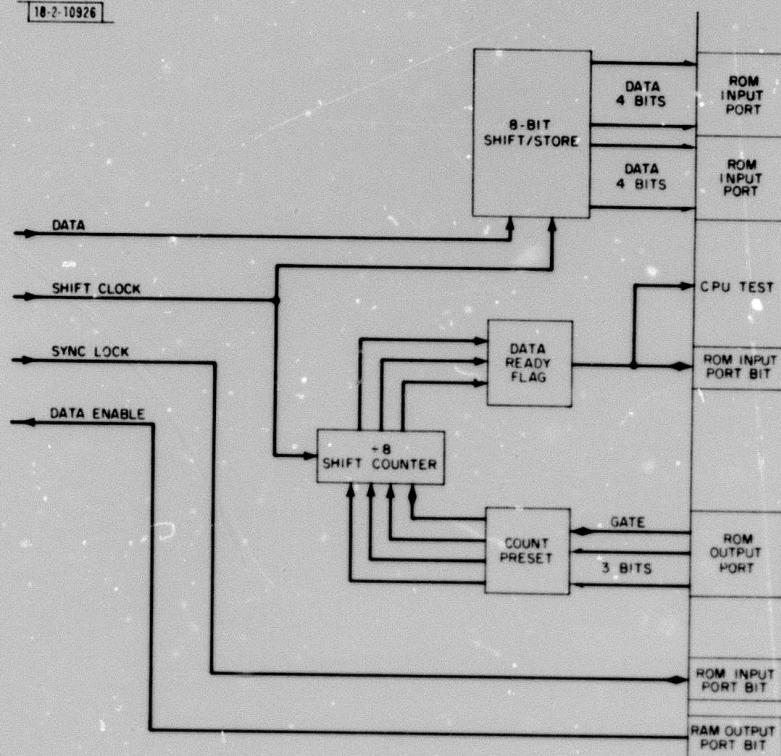 18-2-10926
8-BIT
SHIFT/STORE
DATA
4 BITS
DATA
4 BITS
ROM
INPUT
PORT
ROM
INPUT
PORT
DATA
SHIFT CLOCK
SYNC LOCK
DATA ENABLE
CPU TEST
DATA
READY
FLAG
ROM INPUT
PORT BIT
÷8
SHIFT COUNTER
COUNT
PRESET
GATE
3 BITS
ROM
OUTPUT
PORT
ROM INPUT
PORT BIT
RAM OUTPUT
PORT BIT